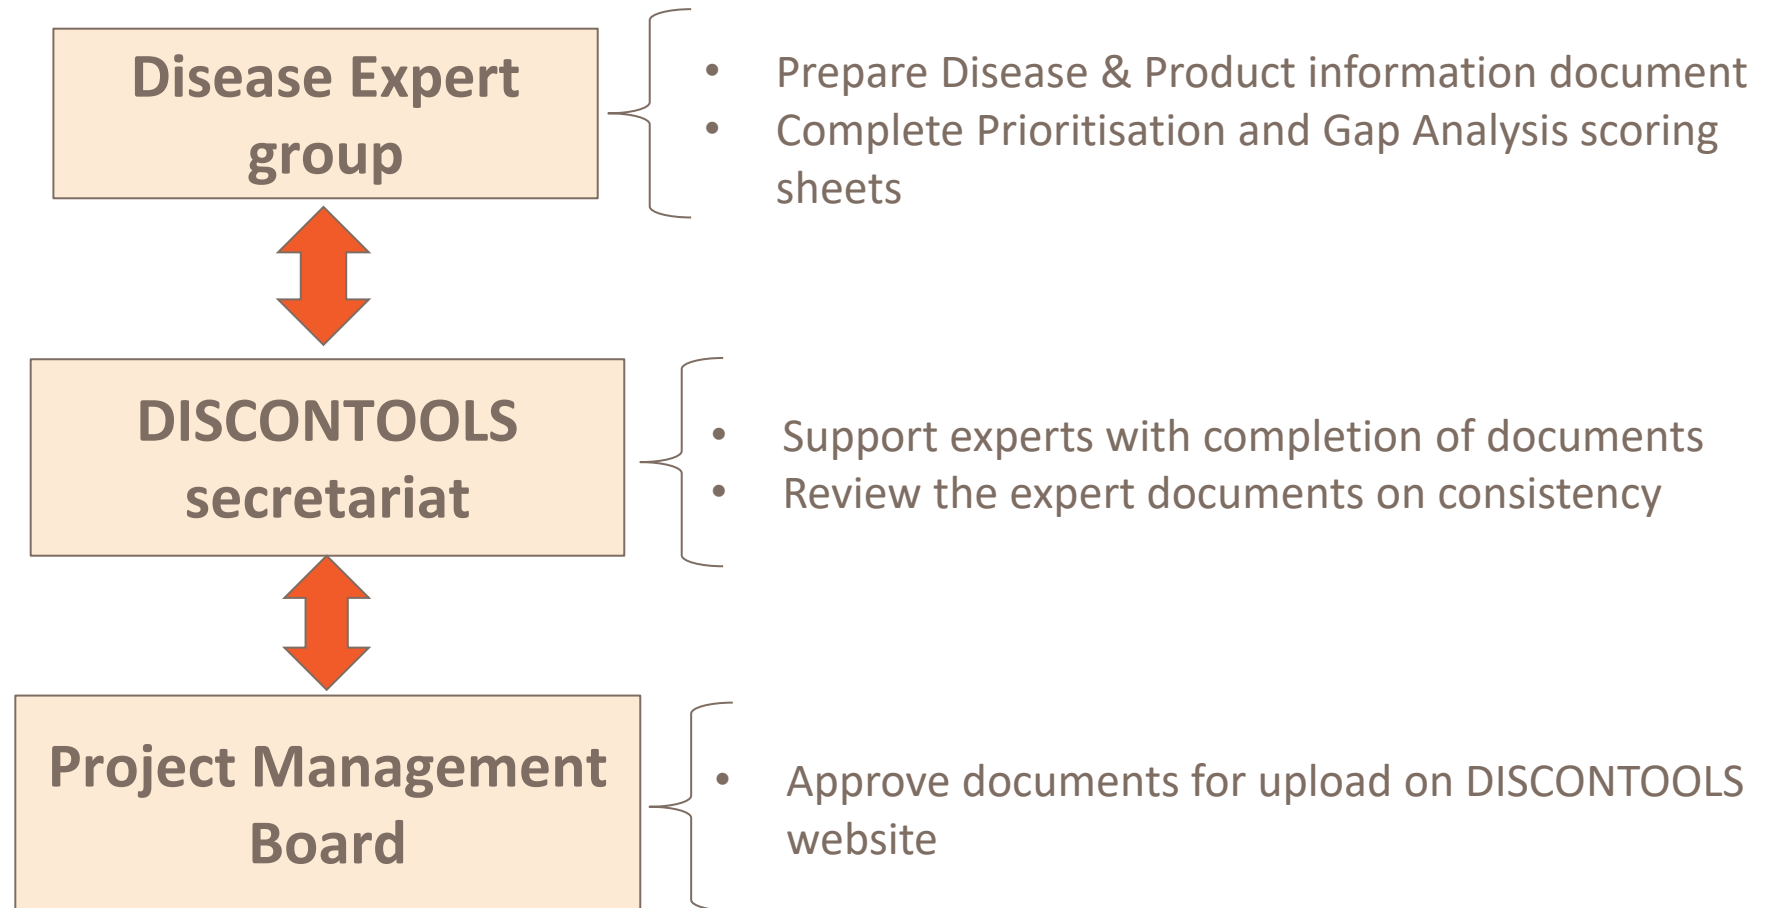 Disease Expert
group
• Prepare Disease & Product information document
• Complete Prioritisation and Gap Analysis scoring
sheets
DISCONTOOLS
secretariat
• Support experts with completion of documents
• Review the expert documents on consistency
Project Management
Board
• Approve documents for upload on DISCONTOOLS
website